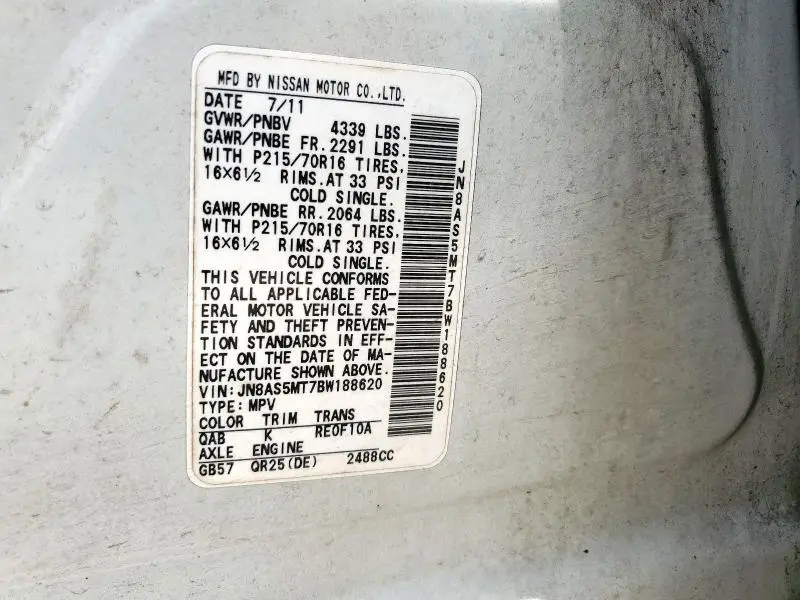 MFD BY NISSAN MOTOR CO.,LTD.
DATE 7/11
GVWR/PNBV 4339 LBS.
GAWR/PNBE FR. 2291 LBS.
WITH P215/70R16 TIRES,
16×6½ RIMS. AT 33 PSI
COLD SINGLE.
GAWR/PNBE RR. 2064 LBS.
WITH P215/70R16 TIRES,
16×6½ RIMS. AT 33 PSI
COLD SINGLE.
THIS VEHICLE CONFORMS
TO ALL APPLICABLE FED-
ERAL MOTOR VEHICLE SA-
FETY AND THEFT PREVEN-
TION STANDARDS IN EFF-
ECT ON THE DATE OF MA-
NUFACTURE SHOWN ABOVE.
VIN:JN8AS5MT7BW188620
TYPE:MPV
COLOR TRIM TRANS
QAB K RE0F10A
AXLE ENGINE
GB57 QR25(DE) 2488CC
JN8AS5MT7BW188620